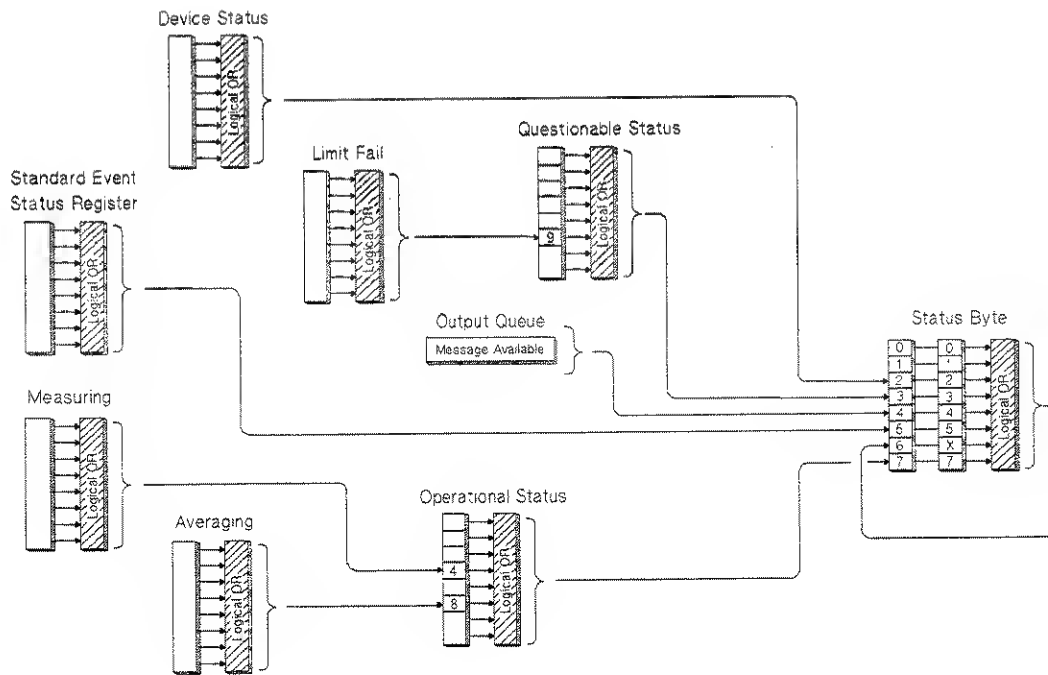 Device Status
Logical OR
Questionable Status
Logical OR
Limit Fail
Logical OR
9
Standard Event
Status Register
Logical OR
Output Queue
Message Available
Status Byte
0 0
1
2 2
3 3
4 4
5 5
6 X
7 7
Logical OR
Measuring
Logical OR
Operational Status
4
8
Logical OR
Averaging
Logical OR